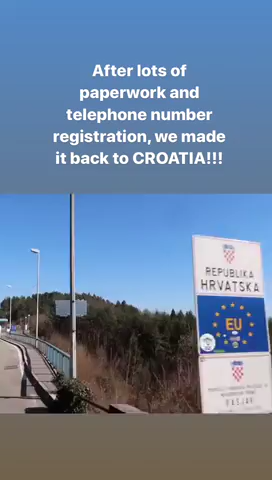 After lots of
paperwork and
telephone number
registration, we made
it back to CROATIA!!!
REPUBLIKA
HRVATSKA
EU